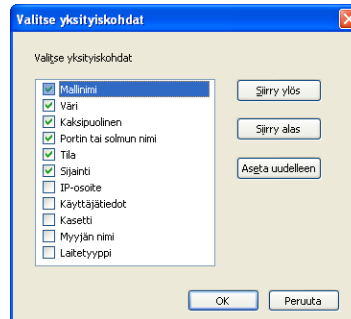 Valitse yksityiskohdat
Valitse yksityiskohdat
Mallinimi
Väri
Kaksipuolinen
Portin tai solmun nimi
Tila
Sijainti
IP-osoite
Käyttäjätiedot
Kasetti
Myyjän nimi
Laitetyyppi
Siirry ylös
Siirry alas
Aseta uudelleen
OK
Peruuta